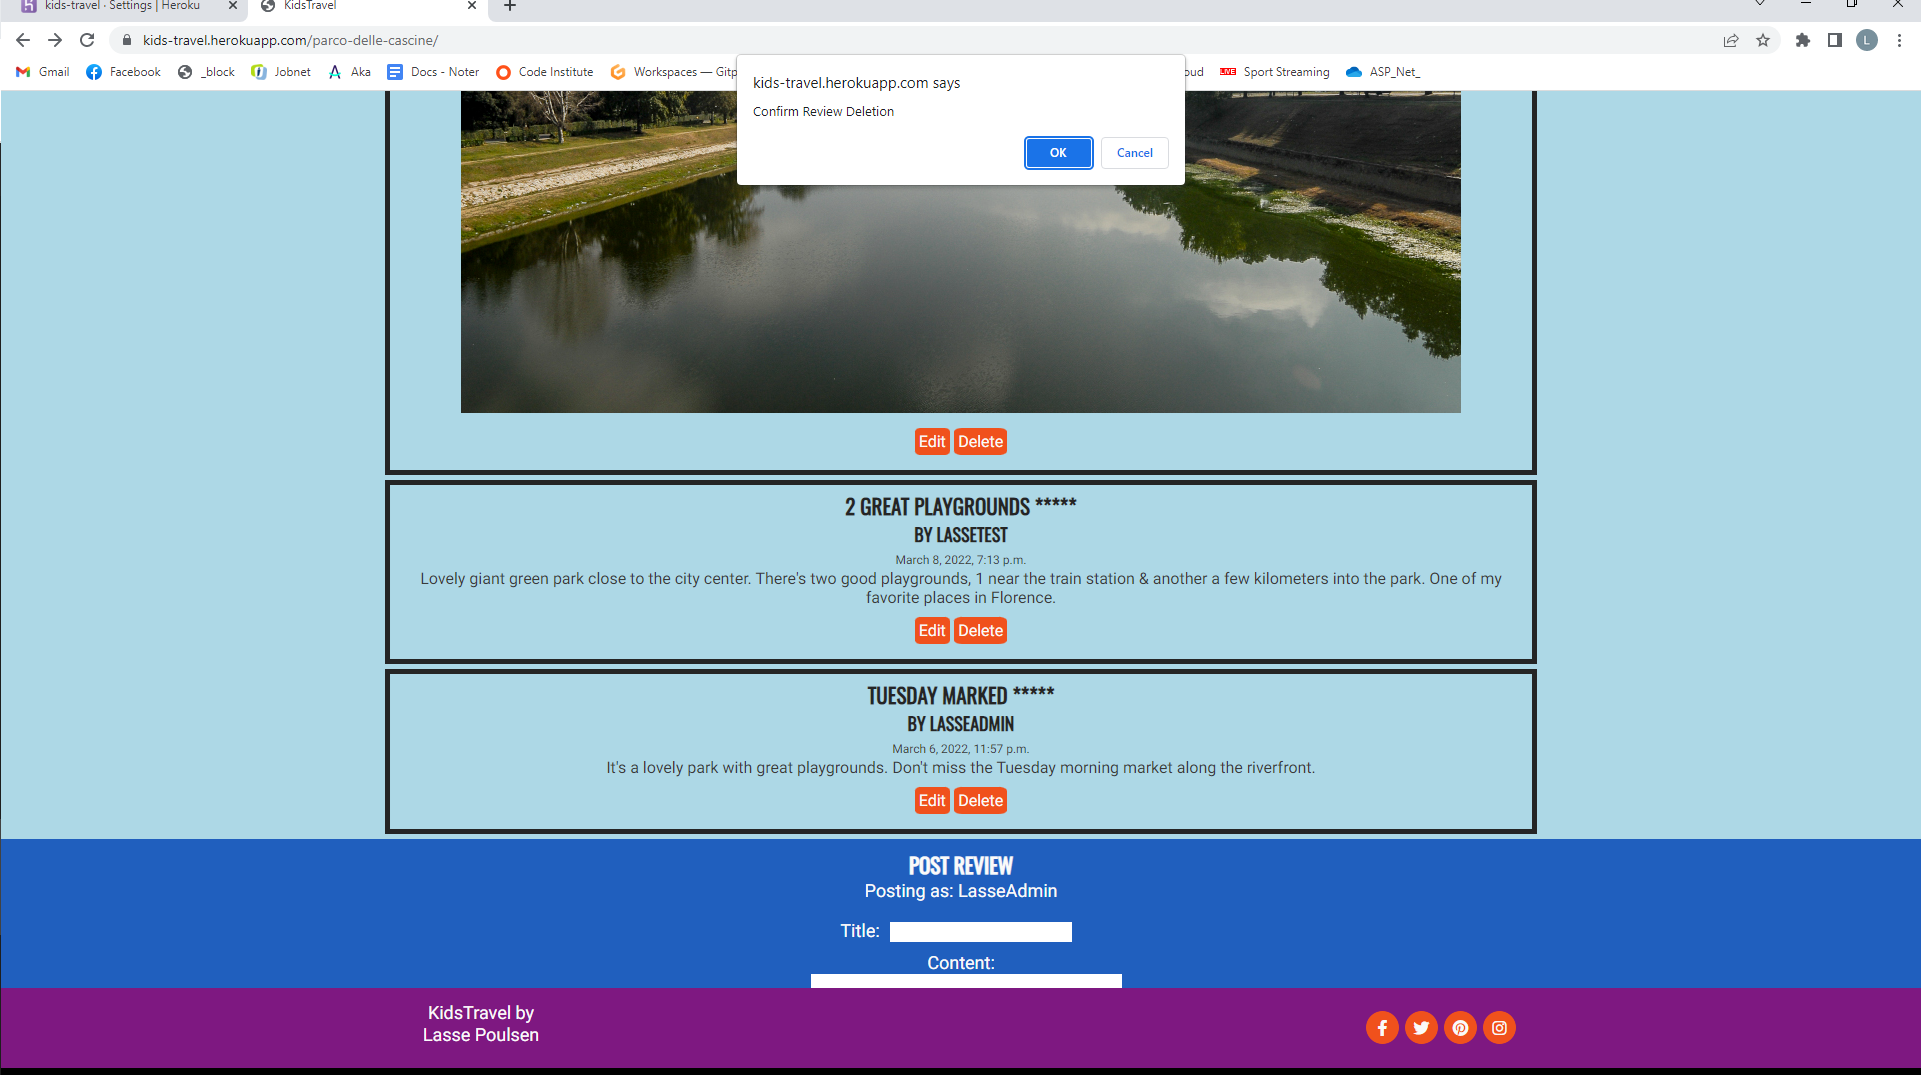 kids-travel · Settings | Heroku
KidsTravel
kids-travel.herokuapp.com/parco-delle-cascine/
L
Gmail
Facebook
_block
Jobnet
Aka
Docs - Noter
Code Institute
Workspaces — Gitp
oud
LIVE
Sport Streaming
ASP_Net_
kids-travel.herokuapp.com says
Confirm Review Deletion
OK
Cancel
Edit
Delete
2 GREAT PLAYGROUNDS *****
BY LASSETEST
March 8, 2022, 7:13 p.m.
Lovely giant green park close to the city center. There's two good playgrounds, 1 near the train station & another a few kilometers into the park. One of my
favorite places in Florence.
Edit
Delete
TUESDAY MARKED *****
BY LASSEADMIN
March 6, 2022, 11:57 p.m.
It's a lovely park with great playgrounds. Don't miss the Tuesday morning market along the riverfront.
Edit
Delete
POST REVIEW
Posting as: LasseAdmin
Title:
Content:
KidsTravel by
Lasse Poulsen